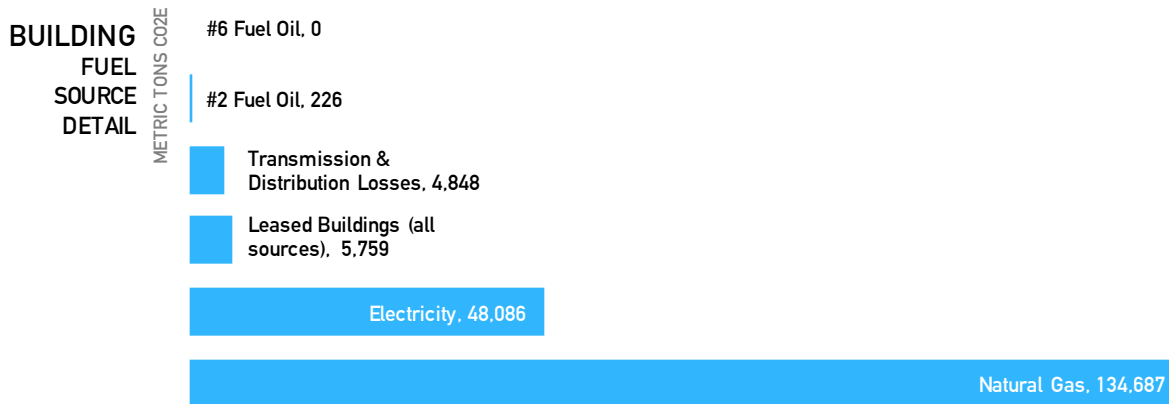 BUILDING
FUEL
SOURCE
DETAIL
METRIC TONS CO2E
#6 Fuel Oil, 0
#2 Fuel Oil, 226
Transmission &
Distribution Losses, 4,848
Leased Buildings (all
sources), 5,759
Electricity, 48,086
Natural Gas, 134,687